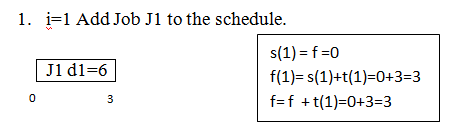 1. i=1 Add Job J1 to the schedule.
s(1) = f =0
J1 d1=6
f(1)= s(1)+t(1)=0+3=3
0 3
f= f + t(1)=0+3=3